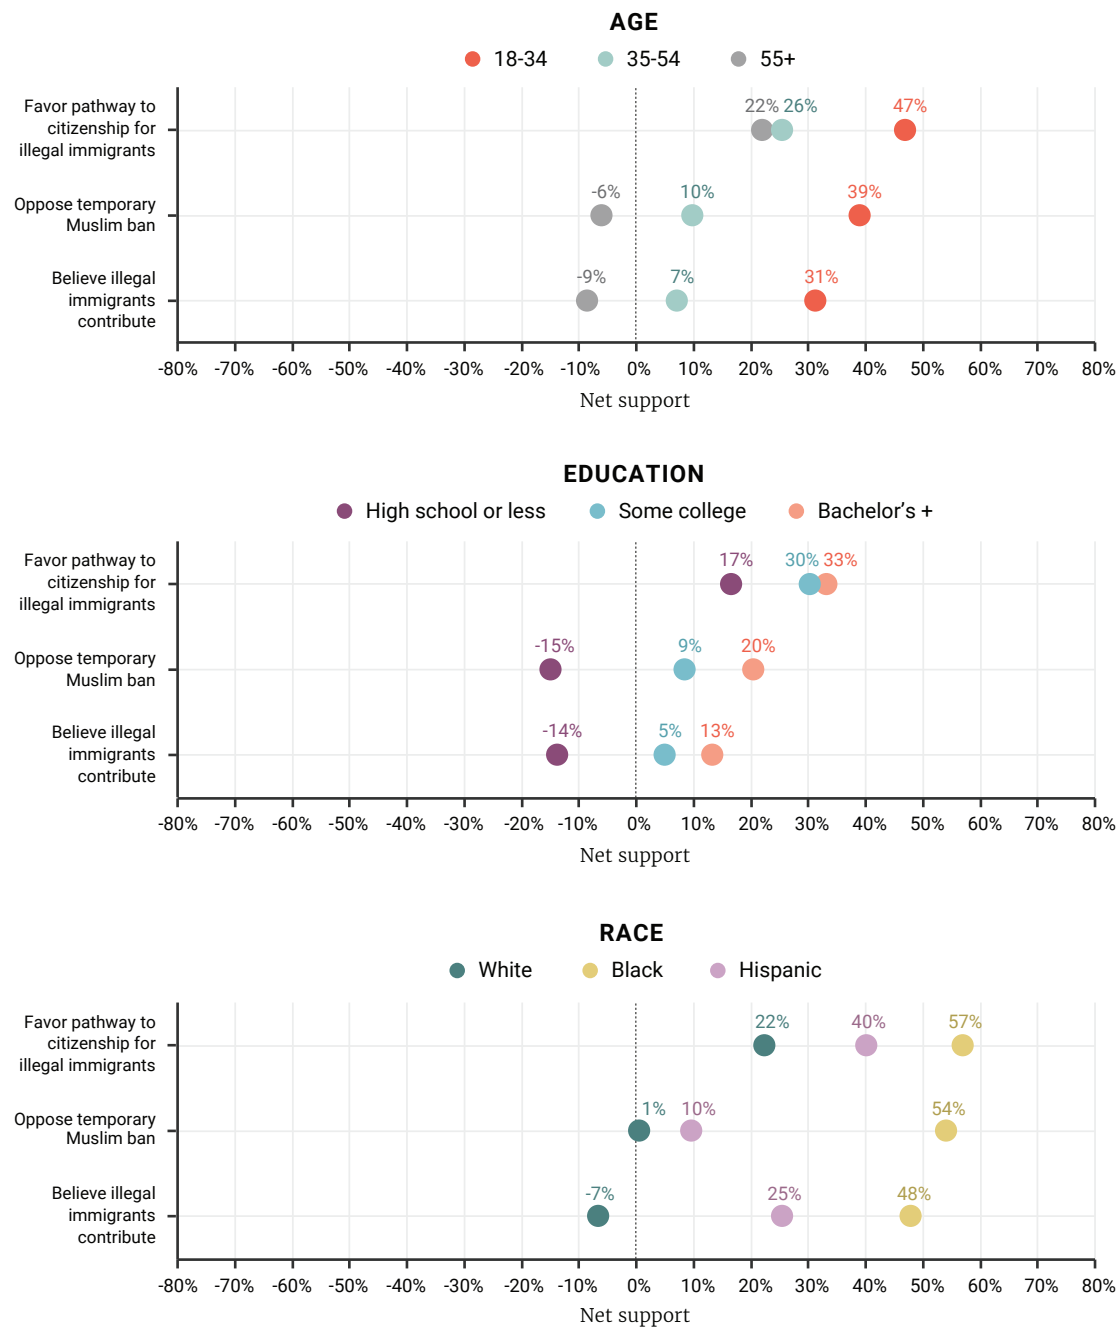 AGE
18-34 35-54 55+
Favor pathway to
citizenship for
illegal immigrants
22% 26% 47%
Oppose temporary
Muslim ban
-6% 10% 39%
Believe illegal
immigrants
contribute
-9% 7% 31%
-80% -70% -60% -50% -40% -30% -20% -10% 0% 10% 20% 30% 40% 50% 60% 70% 80%
Net support
EDUCATION
High school or less Some college Bachelor’s +
Favor pathway to
citizenship for
illegal immigrants
17% 30% 33%
Oppose temporary
Muslim ban
-15% 9% 20%
Believe illegal
immigrants
contribute
-14% 5% 13%
-80% -70% -60% -50% -40% -30% -20% -10% 0% 10% 20% 30% 40% 50% 60% 70% 80%
Net support
RACE
White Black Hispanic
Favor pathway to
citizenship for
illegal immigrants
22% 40% 57%
Oppose temporary
Muslim ban
1% 10% 54%
Believe illegal
immigrants
contribute
-7% 25% 48%
-80% -70% -60% -50% -40% -30% -20% -10% 0% 10% 20% 30% 40% 50% 60% 70% 80%
Net support